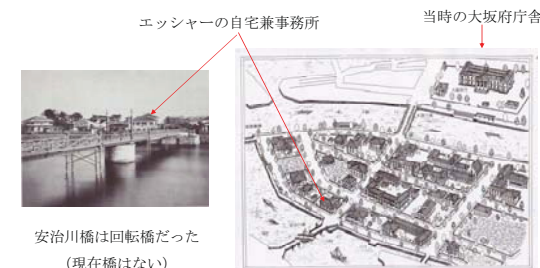 エッシャーの自宅兼事務所
当時の大坂府庁舎
安治川橋は回転橋だった
（現在橋はない）